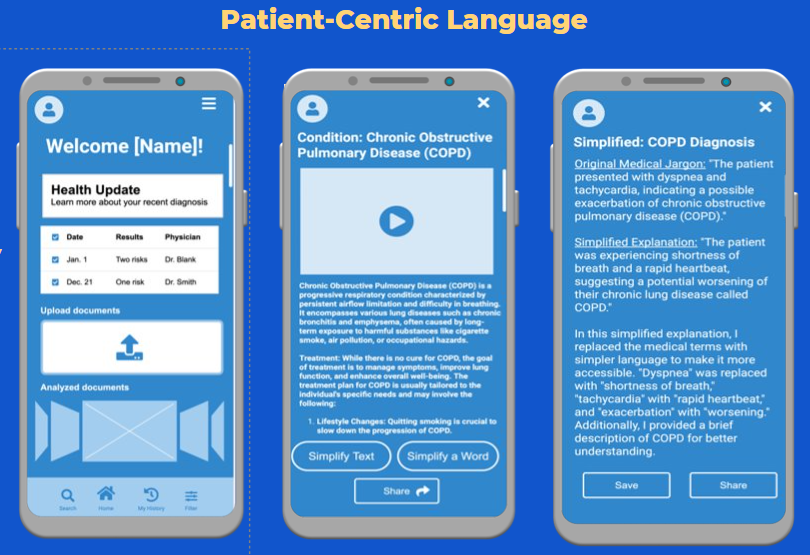 Patient-Centric Language
Welcome [Name]!
Health Update
Learn more about your recent diagnosis
Date Results Physician
Jan. 1 Two risks Dr. Blank
Dec. 21 One risk Dr. Smith
Upload documents
Analyzed documents
Search Home My History Filter
Condition: Chronic Obstructive
Pulmonary Disease (COPD)
Chronic Obstructive Pulmonary Disease (COPD) is a
progressive respiratory condition characterized by
persistent airflow limitation and difficulty in breathing.
It encompasses various lung diseases such as chronic
bronchitis and emphysema, often caused by long-
term exposure to harmful substances like cigarette
smoke, air pollution, or occupational hazards.
Treatment: While there is no cure for COPD, the goal
of treatment is to manage symptoms, improve lung
function, and enhance overall well-being. The
treatment plan for COPD is usually tailored to the
individual's specific needs and may involve the
following:
1. Lifestyle Changes: Quitting smoking is crucial to
slow down the progression of COPD.
Simplify Text Simplify a Word
Share
Simplified: COPD Diagnosis
Original Medical Jargon: "The patient
presented with dyspnea and
tachycardia, indicating a possible
exacerbation of chronic obstructive
pulmonary disease (COPD)."
Simplified Explanation: "The patient
was experiencing shortness of
breath and a rapid heartbeat,
suggesting a potential worsening of
their chronic lung disease called
COPD."
In this simplified explanation, I
replaced the medical terms with
simpler language to make it more
accessible. "Dyspnea" was replaced
with "shortness of breath,"
"tachycardia" with "rapid heartbeat,"
and "exacerbation" with "worsening."
Additionally, I provided a brief
description of COPD for better
understanding.
Save Share